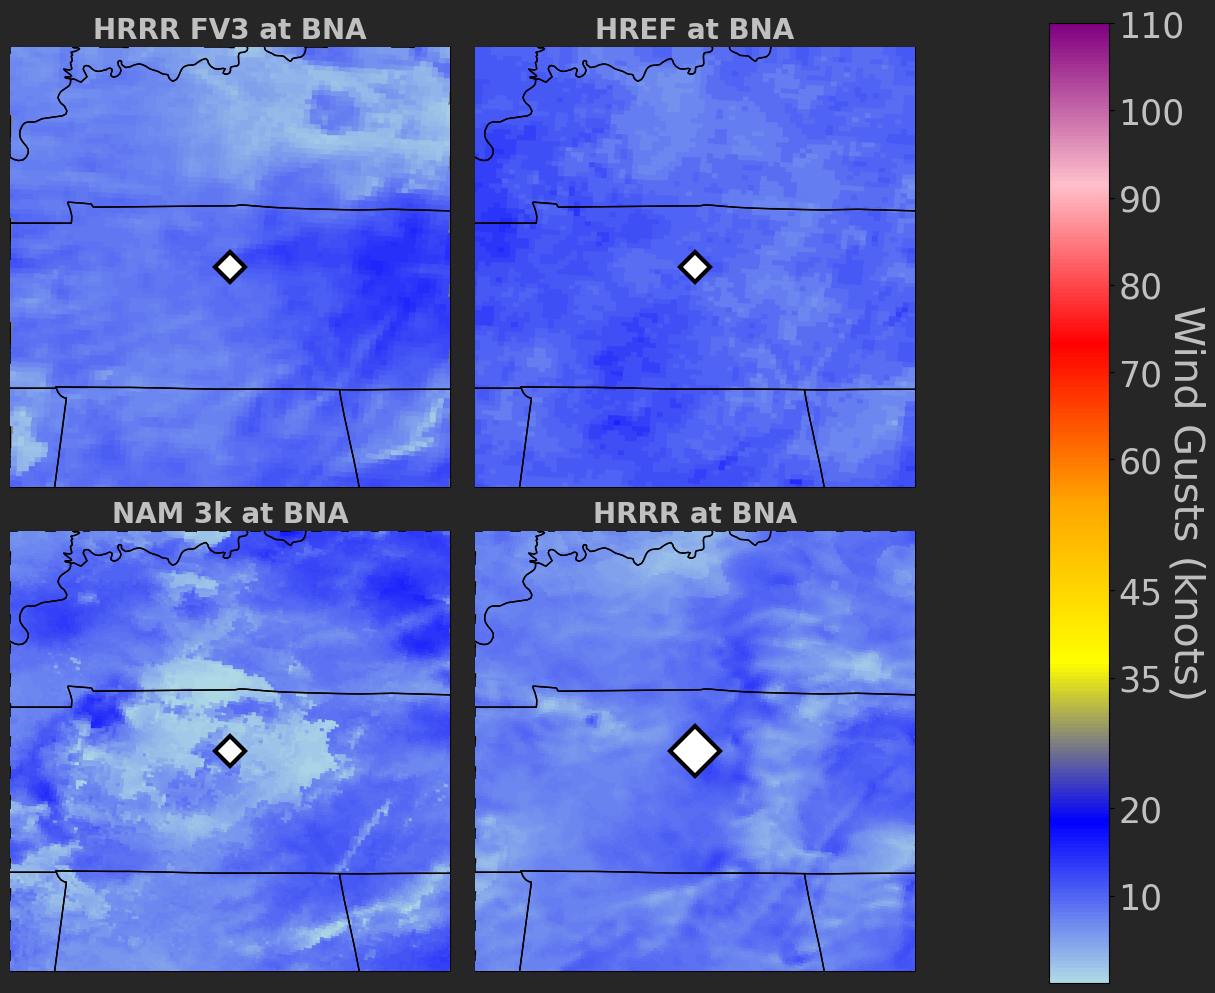 HRRR FV3 at BNA
HREF at BNA
NAM 3k at BNA
HRRR at BNA
110
100
90
80
70
60
45
35
20
10
Wind Gusts (knots)